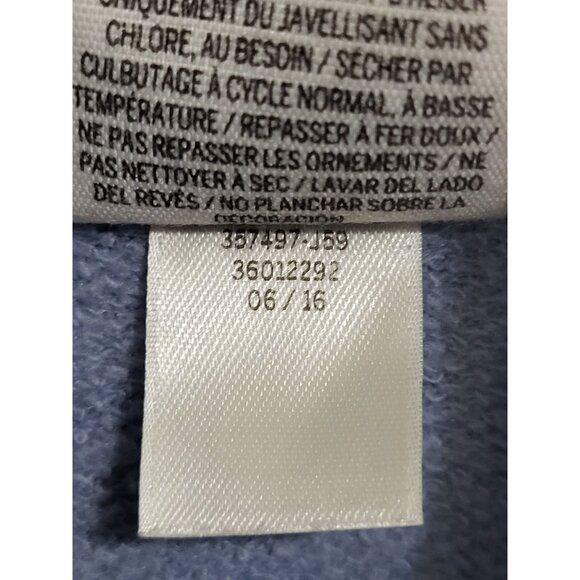 UNIQUEMENT DU JAVELLISANT SANS
CHLORE, AU BESOIN / SÉCHER PAR
CULBUTAGE À CYCLE NORMAL, À BASSE
TEMPÉRATURE / REPASSER À FER DOUX /
NE PAS REPASSER LES ORNEMENTS / NE
PAS NETTOYER À SEC / LAVAR DEL LADO
DEL REVÉS / NO PLANCHAR SOBRE LA
DECORACIÓN
357497-J59
36012292
06 / 16